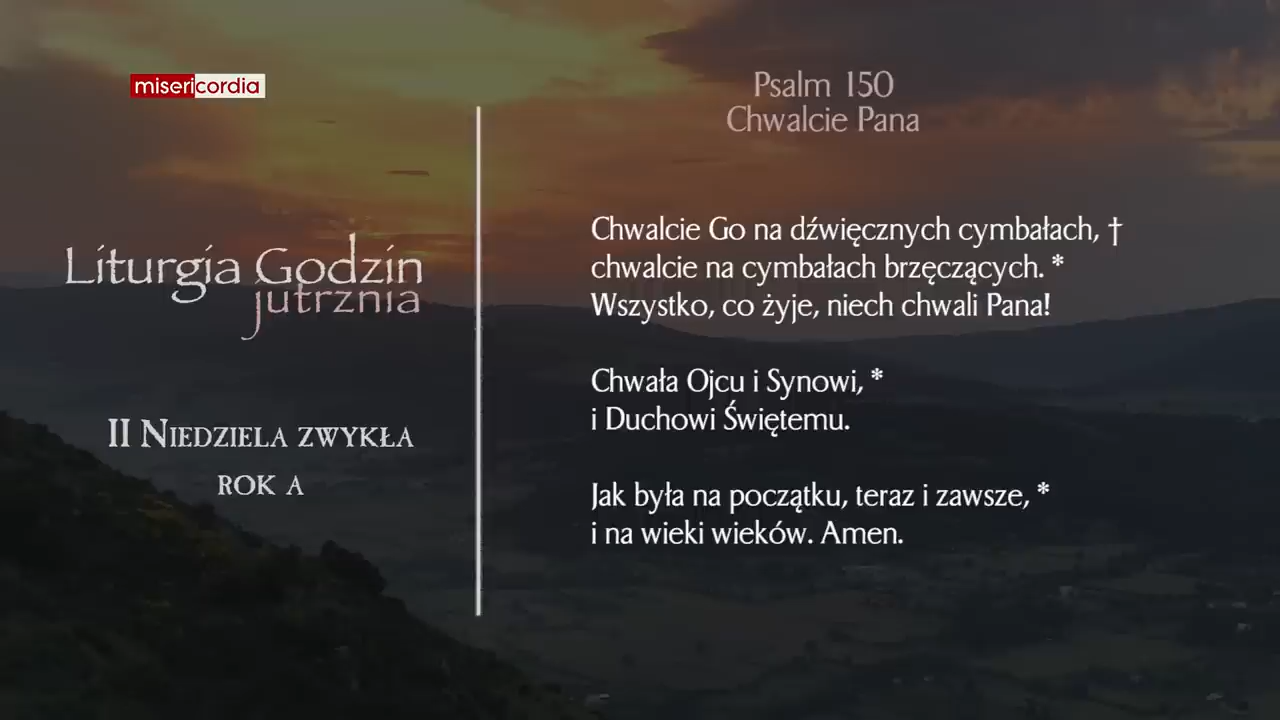 misericordia
Liturgia Godzin
jutrznia
II Niedziela zwykła
rok A
Psalm 150
Chwalcie Pana
Chwalcie Go na dźwięcznych cymbałach, †
chwalcie na cymbałach brzęczących. *
Wszystko, co żyje, niech chwali Pana!
Chwała Ojcu i Synowi, *
i Duchowi Świętemu.
Jak była na początku, teraz i zawsze, *
i na wieki wieków. Amen.